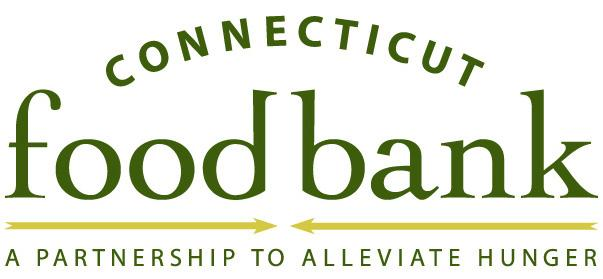 CONNECTICUT
food bank
A PARTNERSHIP TO ALLEVIATE HUNGER